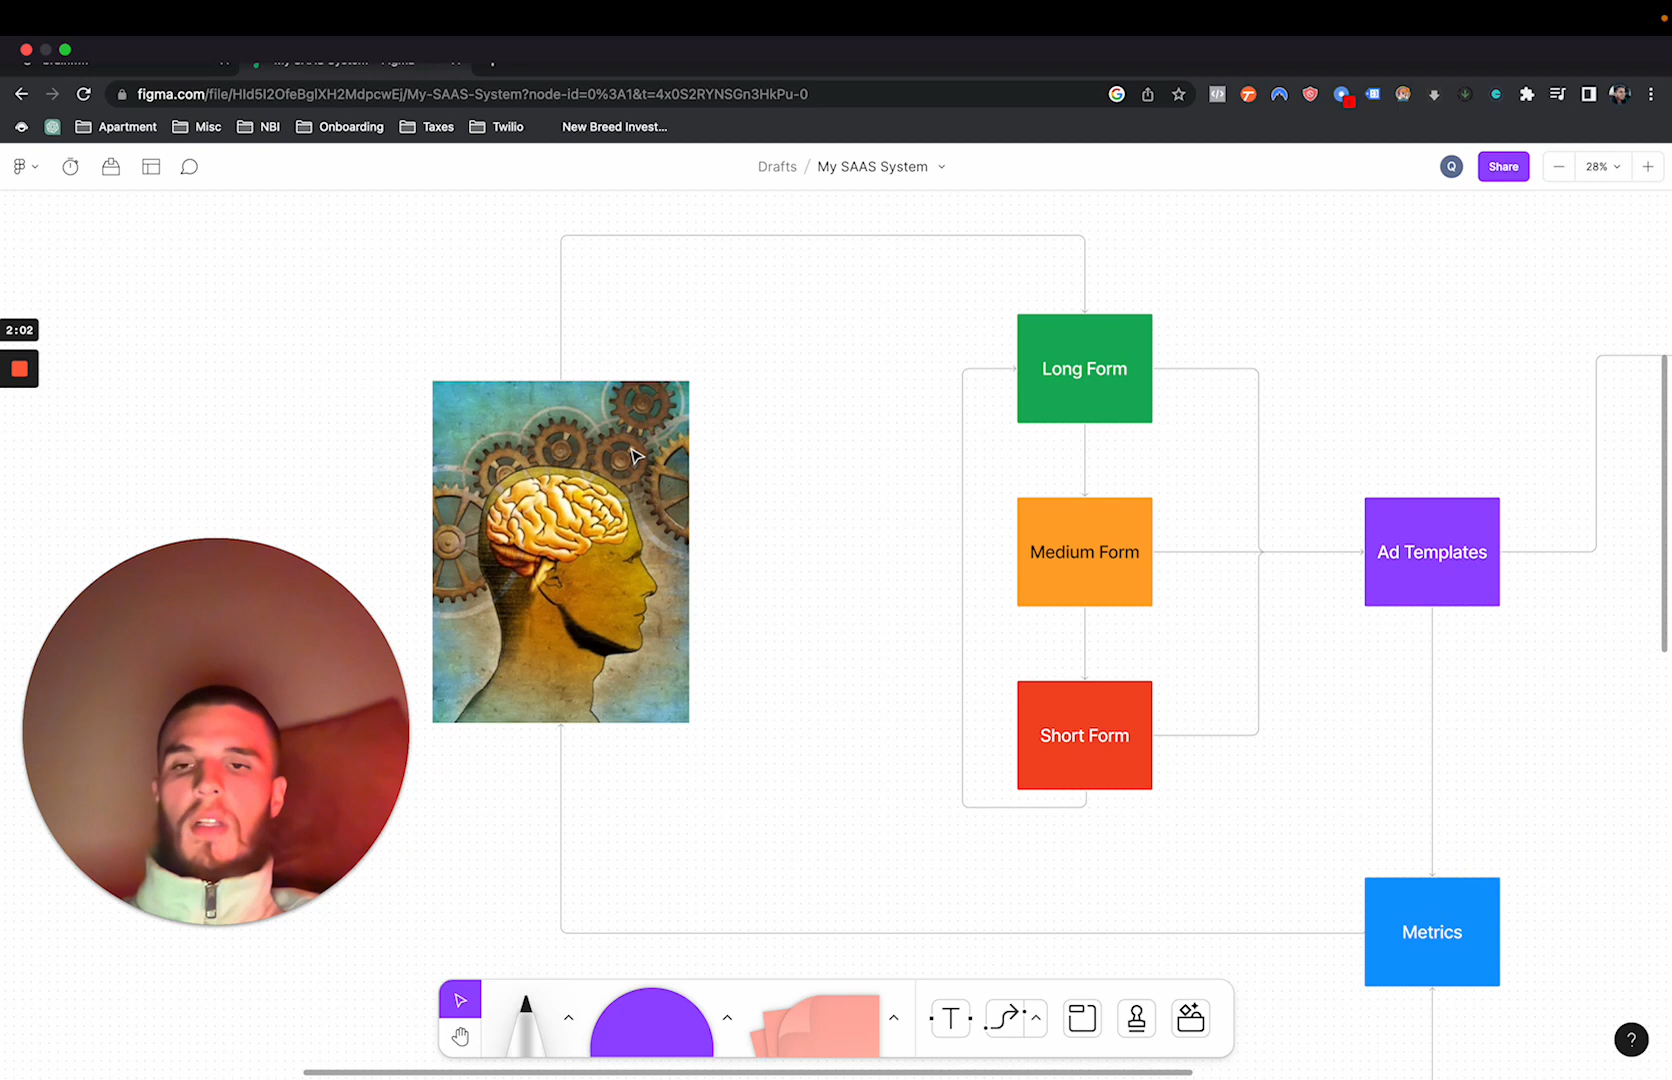 figma.com/file/HId5I2OfeBglXH2MdpcwEj/My-SAAS-System?node-id=0%3A1&t=4x0S2RYNSGn3HkPu-0
Apartment
Misc
NBI
Onboarding
Taxes
Twilio
New Breed Invest...
Drafts / My SAAS System
Q
Share
28%
2:02
Long Form
Medium Form
Ad Templates
Short Form
Metrics
T
?